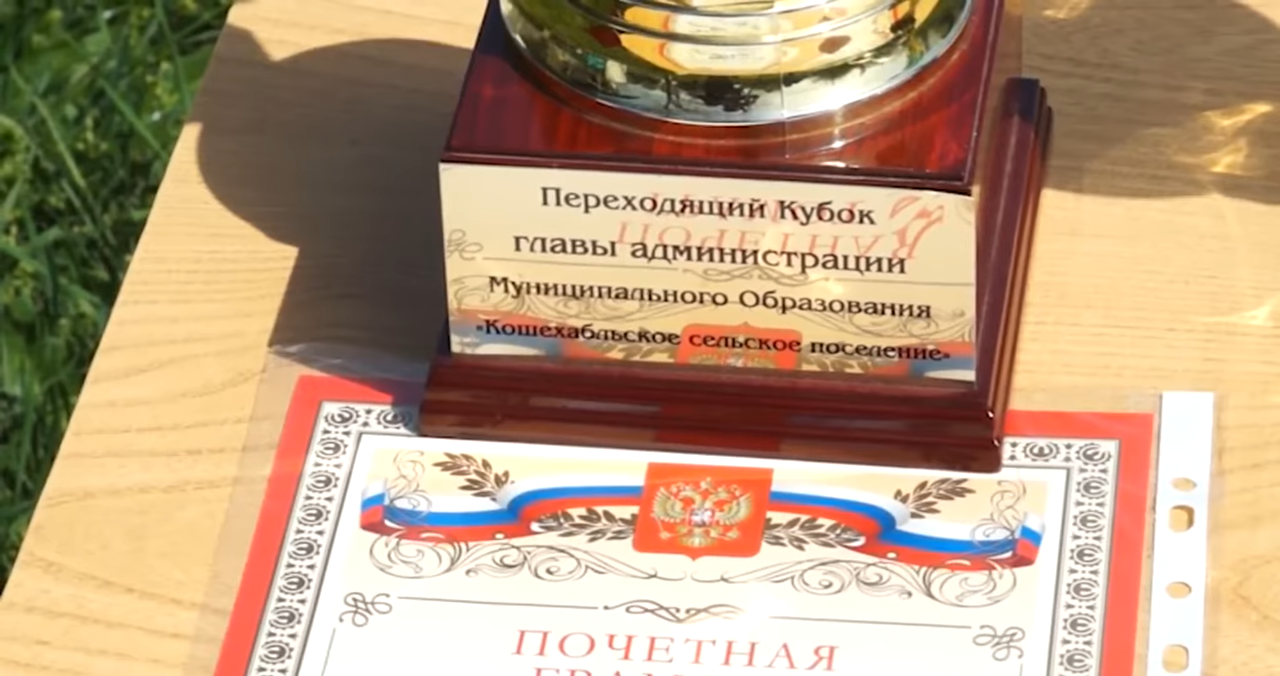 Переходящий Кубок
главы администрации
Муниципального Образования
«Кошехабльское сельское поселение»
ПОЧЕТНАЯ